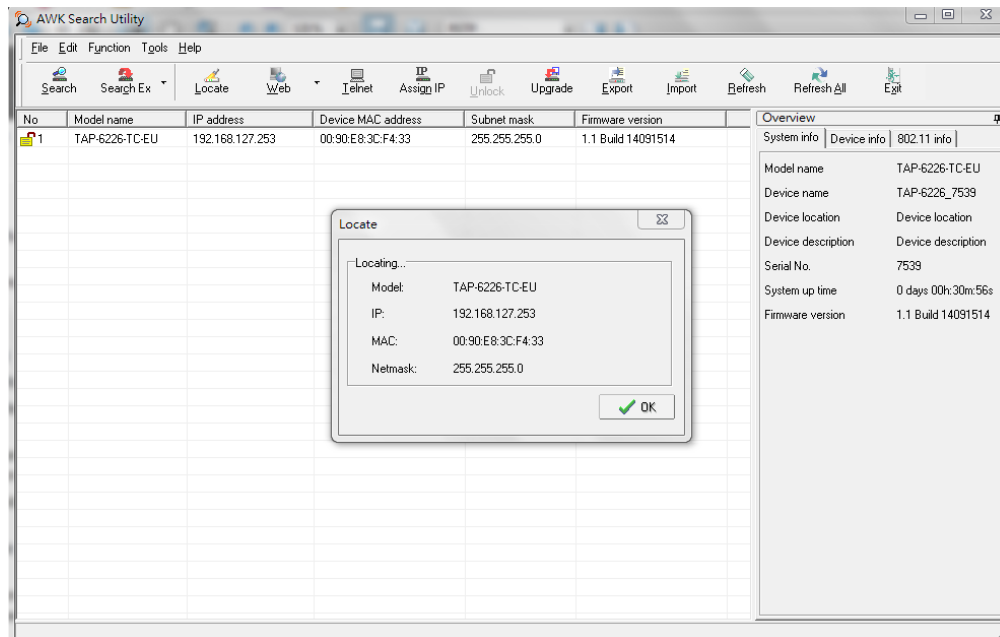 AWK Search Utility
File Edit Function Tools Help
Search Search Ex Locate Web Telnet IP Assign IP Unlock Upgrade Export Import Refresh Refresh All Exit
No Model name IP address Device MAC address Subnet mask Firmware version
1 TAP-6226-TC-EU 192.168.127.253 00:90:E8:3C:F4:33 255.255.255.0 1.1 Build 14091514
Locate
Locating...
Model: TAP-6226-TC-EU
IP: 192.168.127.253
MAC: 00:90:E8:3C:F4:33
Netmask: 255.255.255.0
OK
Overview
System info Device info 802.11 info
Model name TAP-6226-TC-EU
Device name TAP-6226_7539
Device location Device location
Device description Device description
Serial No. 7539
System up time 0 days 00h:30m:56s
Firmware version 1.1 Build 14091514